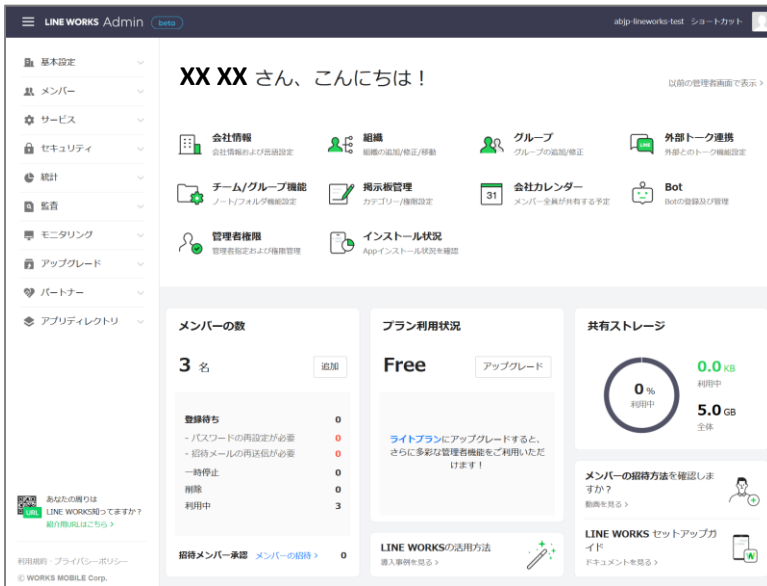 LINE WORKS Admin beta
abjp-lineworks-test ショートカット
基本設定
メンバー
サービス
セキュリティ
統計
監査
モニタリング
アップグレード
パートナー
アプリディレクトリ
あなたの周りは
LINE WORKS知ってますか?
紹介用URLはこちら >
URL
利用規約 · プライバシーポリシー
© WORKS MOBILE Corp.
XX XX さん、こんにちは!
以前の管理者画面で表示 >
会社情報
会社情報および言語設定
組織
組織の追加/修正/移動
グループ
グループの追加/修正
LINE
外部トーク連携
外部とのトーク機能設定
チーム/グループ機能
ノート/フォルダ機能設定
掲示板管理
カテゴリー/権限設定
31
会社カレンダー
メンバー全員が共有する予定
Bot
Botの登録及び管理
管理者権限
管理者指定および権限管理
インストール状況
Appインストール状況を確認
メンバーの数
3 名
追加
登録待ち 0
- パスワードの再設定が必要 0
- 招待メールの再送信が必要 0
一時停止 0
削除 0
利用中 3
招待メンバー承認 メンバーの招待 > 0
プラン利用状況
Free
アップグレード
ライトプランにアップグレードすると、
さらに多彩な管理者機能をご利用いただ
けます!
LINE WORKSの活用方法
導入事例を見る >
共有ストレージ
0 %
利用中
0.0 KB
利用中
5.0 GB
全体
メンバーの招待方法を確認しま
すか?
動画を見る >
LINE WORKS セットアップガ
イド
ドキュメントを見る >